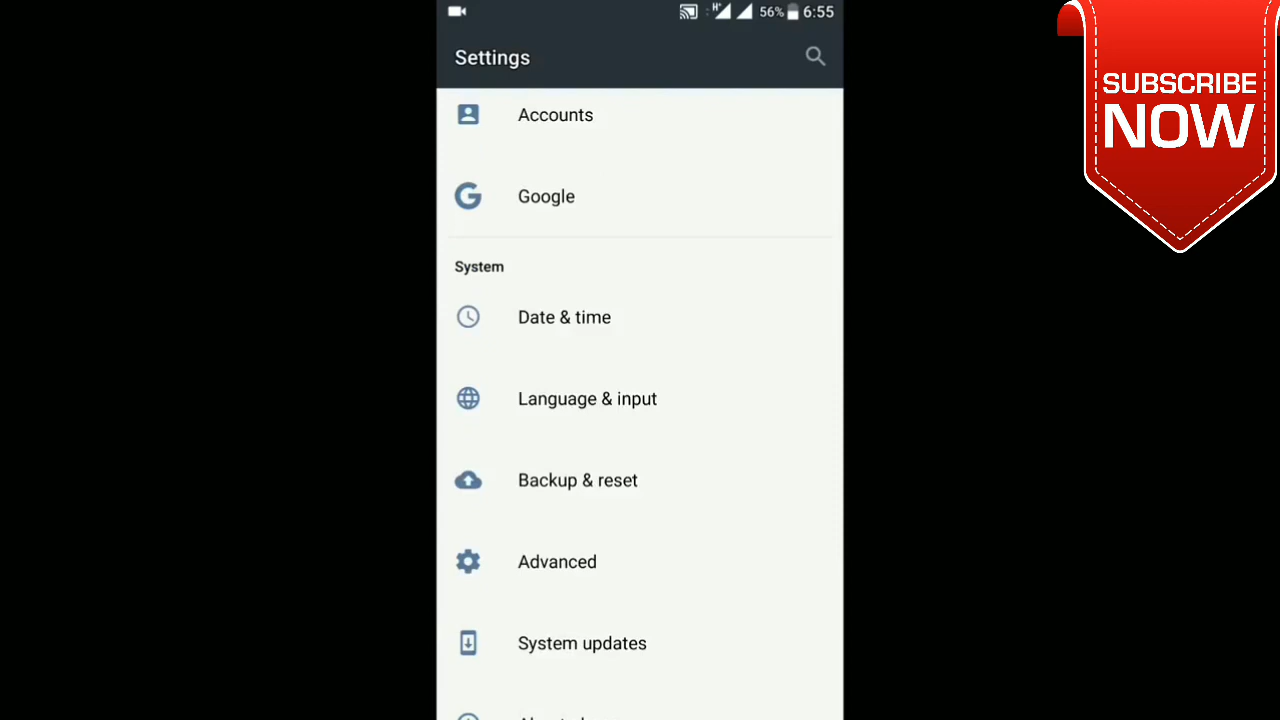 56% 6:55
Settings
SUBSCRIBE
NOW
Accounts
Google
System
Date & time
Language & input
Backup & reset
Advanced
System updates